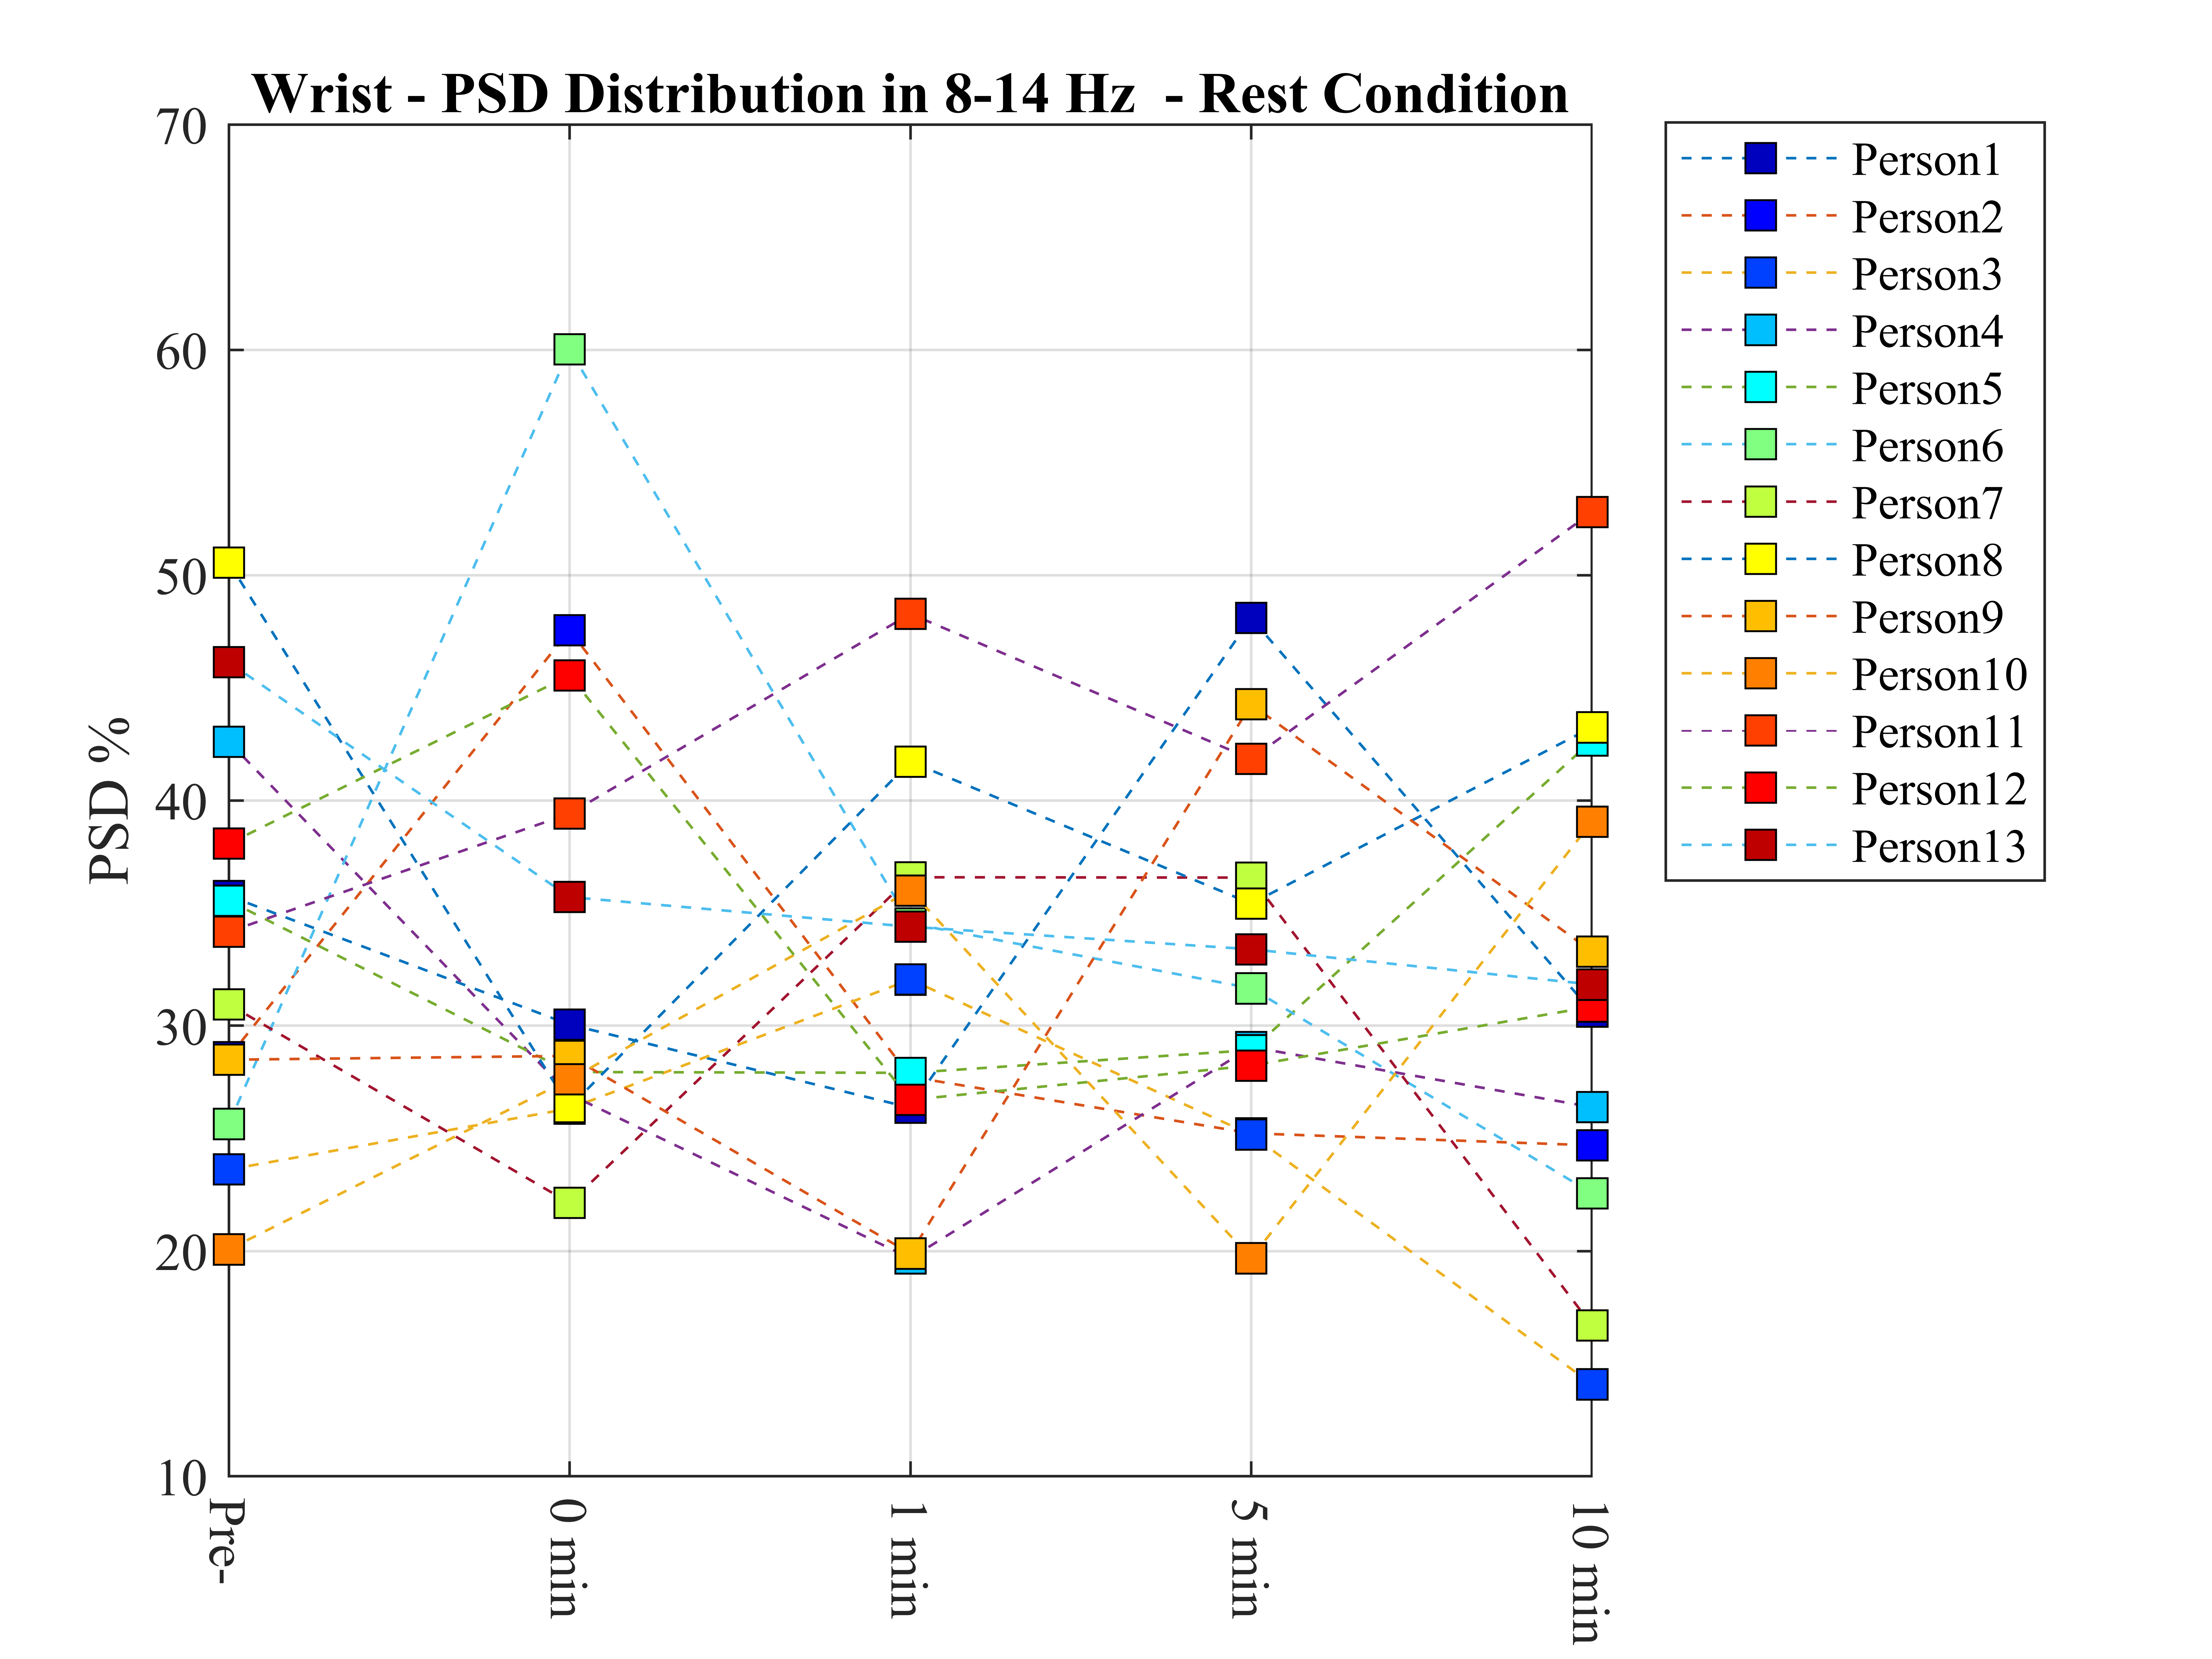 Wrist - PSD Distribution in 8-14 Hz  - Rest Condition
PSD %
70
60
50
40
30
20
10
Pre-
0 min
1 min
5 min
10 min
Person1
Person2
Person3
Person4
Person5
Person6
Person7
Person8
Person9
Person10
Person11
Person12
Person13